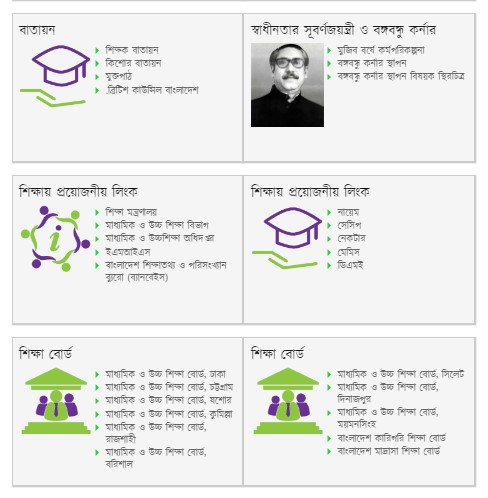 বাতায়ন
শিক্ষক বাতায়ন
কিশোর বাতায়ন
মুক্তপাঠ
ব্রিটিশ কাউন্সিল বাংলাদেশ
স্বাধীনতার সূবর্ণজয়ন্ত্রী ও বঙ্গবন্ধু কর্নার
মুজিব বর্ষে কর্মপরিকল্পনা
বঙ্গবন্ধু কর্নার স্থাপন
বঙ্গবন্ধু কর্নার স্থাপন বিষয়ক স্থিরচিত্র
শিক্ষায় প্রয়োজনীয় লিংক
শিক্ষা মন্ত্রণালয়
মাধ্যমিক ও উচ্চ শিক্ষা বিভাগ
মাধ্যমিক ও উচ্চশিক্ষা অধিদপ্তর
ইএমআইএস
বাংলাদেশ শিক্ষাতথ্য ও পরিসংখ্যান
ব্যুরো (ব্যানবেইস)
শিক্ষায় প্রয়োজনীয় লিংক
নায়েম
সেসিপ
নেকটার
মেমিস
ডিএমই
শিক্ষা বোর্ড
মাধ্যমিক ও উচ্চ শিক্ষা বোর্ড, ঢাকা
মাধ্যমিক ও উচ্চ শিক্ষা বোর্ড, চট্টগ্রাম
মাধ্যমিক ও উচ্চ শিক্ষা বোর্ড, যশোর
মাধ্যমিক ও উচ্চ শিক্ষা বোর্ড, কুমিল্লা
মাধ্যমিক ও উচ্চ শিক্ষা বোর্ড,
রাজশাহী
মাধ্যমিক ও উচ্চ শিক্ষা বোর্ড,
বরিশাল
শিক্ষা বোর্ড
মাধ্যমিক ও উচ্চ শিক্ষা বোর্ড, সিলেট
মাধ্যমিক ও উচ্চ শিক্ষা বোর্ড,
দিনাজপুর
মাধ্যমিক ও উচ্চ শিক্ষা বোর্ড,
ময়মনসিংহ
বাংলাদেশ কারিগরি শিক্ষা বোর্ড
বাংলাদেশ মাদ্রাসা শিক্ষা বোর্ড